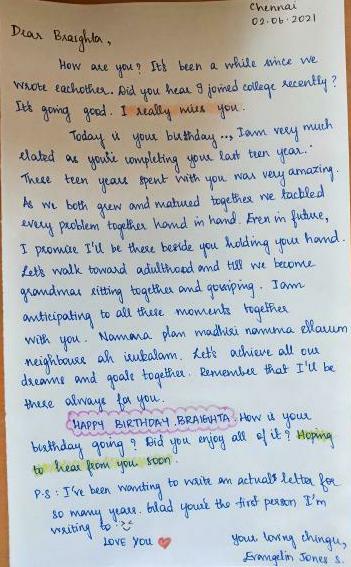 Chennai
02.06.2021
Dear Braighta,
How are you? It's been a while since we
wrote eachother. Did you hear I joined college recently?
It's going good. I really miss you.
Today is your birthday.., Iam very much
elated as you're completing your last teen year..
These teen years spent with you was very amazing.
As we both grew and matured together we tackled
every problem together hand in hand. Even in future,
I promise I'll be there beside you holding your hand.
Let's walk toward adulthood and till we become
grandmas sitting together and gossiping. Iam
anticipating to all these moments together
with you. Namma plan madhiri namma ellarum
neighbours ah irukalam. Let's achieve all our
dreams and goals together. Remember that I'll be
there always for you.
HAPPY BIRTHDAY BRAIGHTA. How is your
birthday going? Did you enjoy all of it? Hoping
to hear from you soon.
P.S : I've been wanting to write an actual letter for
so many years. Glad you're the first person I'm
writing to
LOVE YOU ❤ your loving chingu,
Evangelin Jones S.